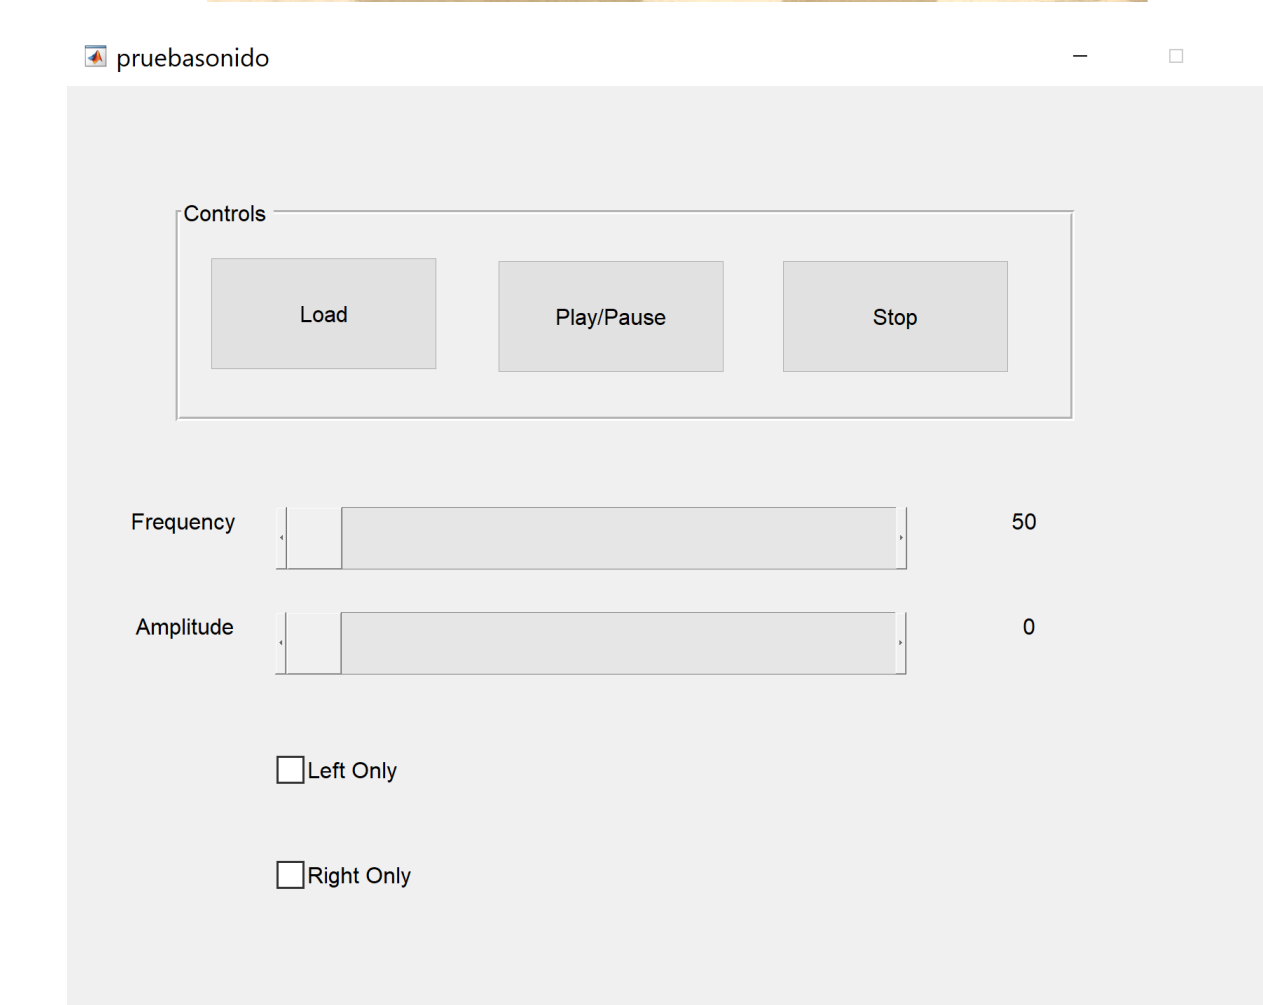 pruebasonido
Controls
Load
Play/Pause
Stop
Frequency
50
Amplitude
0
Left Only
Right Only